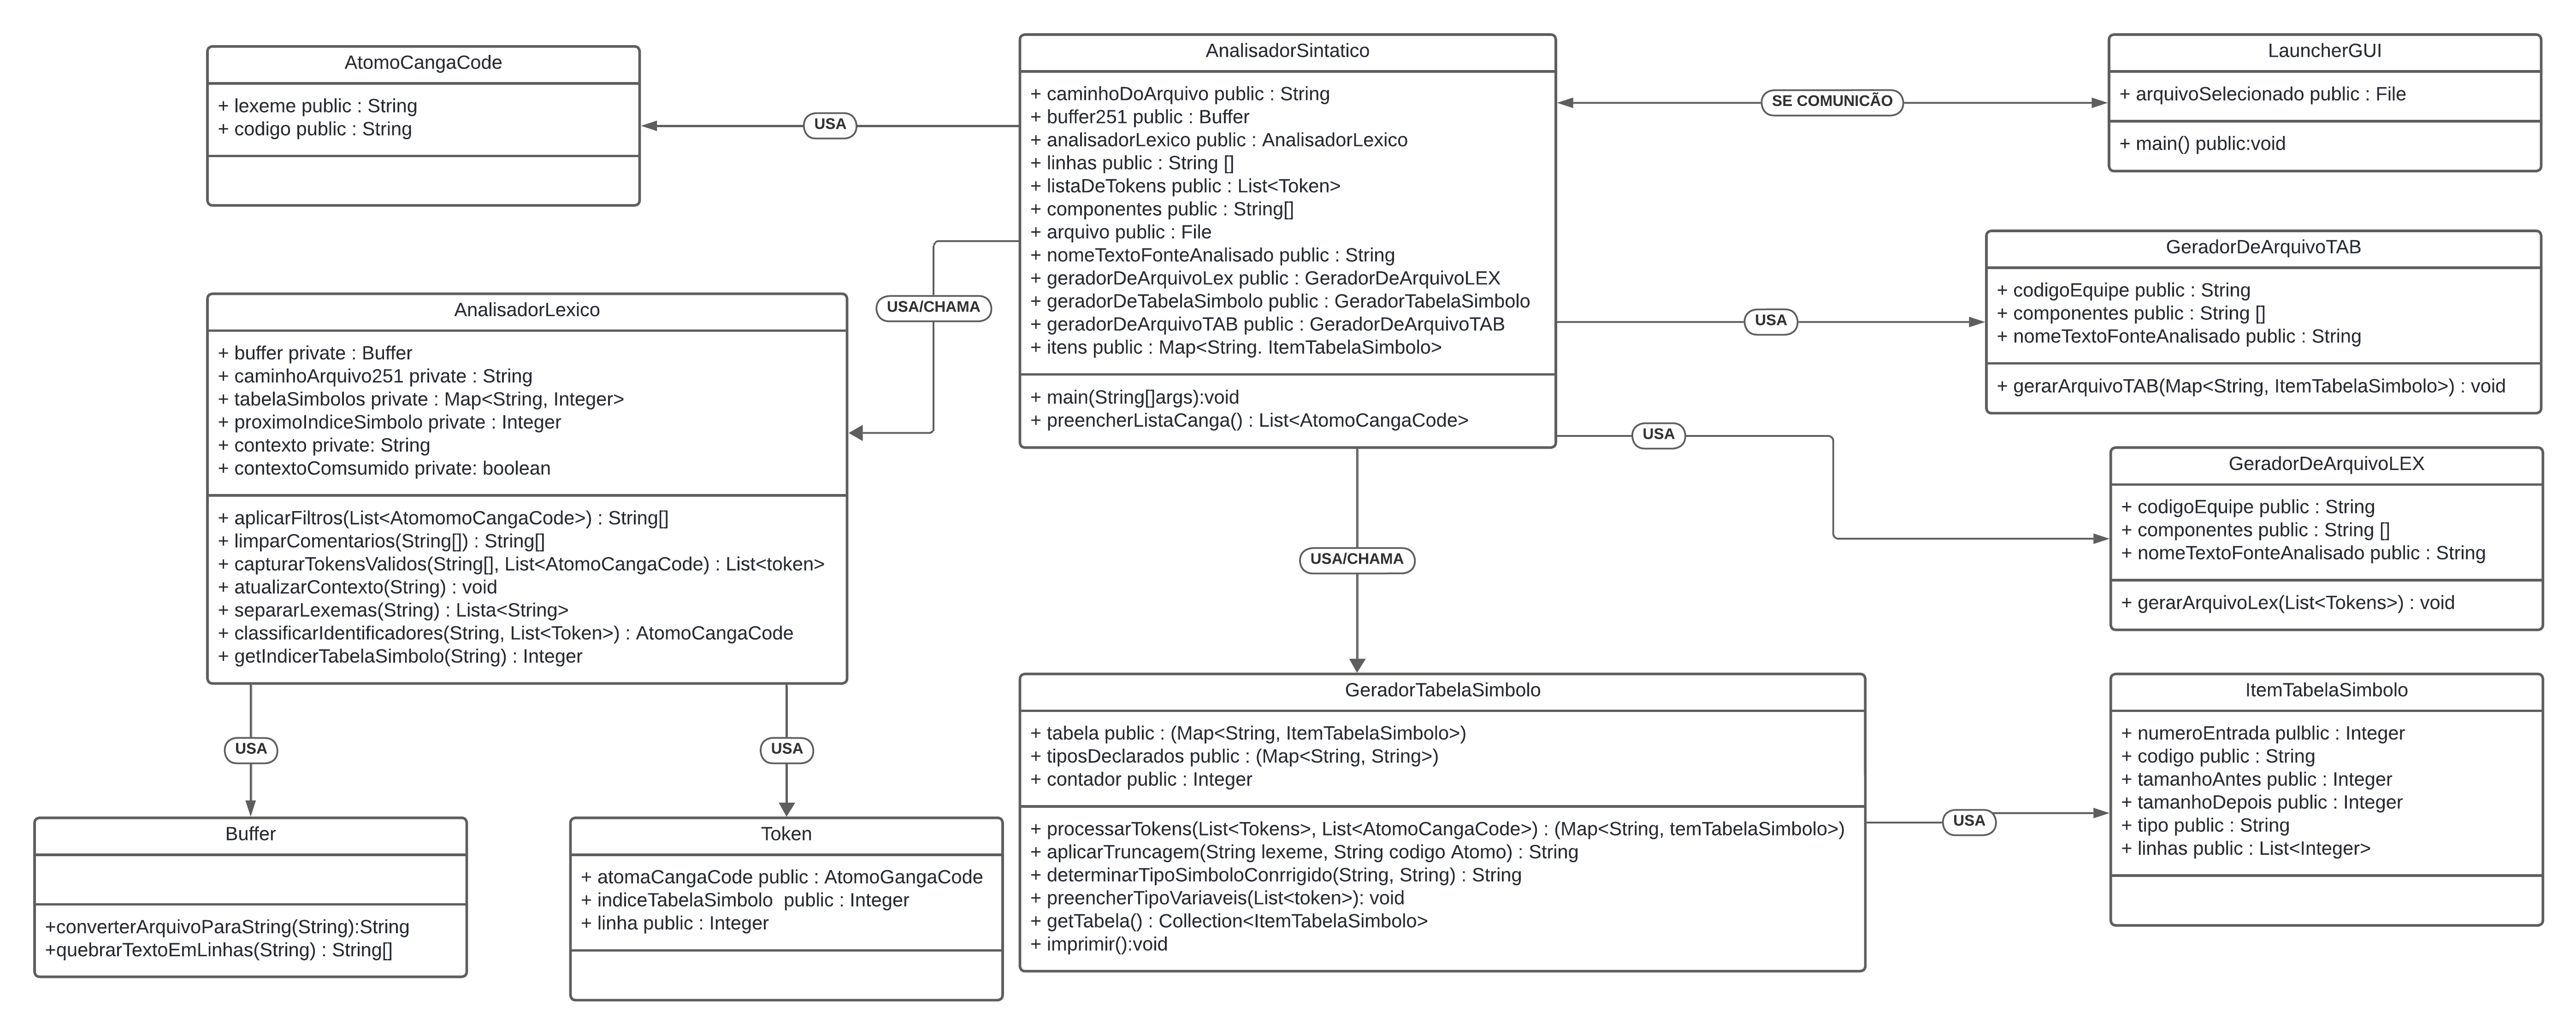 AtomoCangaCode
+ lexeme public : String
+ codigo public : String
USA
AnalisadorSintatico
+ caminhoDoArquivo public : String
+ buffer251 public : Buffer
+ analisadorLexico public : AnalisadorLexico
+ linhas public : String []
+ listaDeTokens public : List<Token>
+ componentes public : String[]
+ arquivo public : File
+ nomeTextoFonteAnalisado public : String
+ geradorDeArquivoLex public : GeradorDeArquivoLEX
+ geradorDeTabelaSimbolo public : GeradorTabelaSimbolo
+ geradorDeArquivoTAB public : GeradorDeArquivoTAB
+ itens public : Map<String. ItemTabelaSimbolo>
+ main(String[]args):void
+ preencherListaCanga() : List<AtomoCangaCode>
SE COMUNICÃO
LauncherGUI
+ arquivoSelecionado public : File
+ main() public:void
USA
GeradorDeArquivoTAB
+ codigoEquipe public : String
+ componentes public : String []
+ nomeTextoFonteAnalisado public : String
+ gerarArquivoTAB(Map<String, ItemTabelaSimbolo>) : void
USA/CHAMA
AnalisadorLexico
+ buffer private : Buffer
+ caminhoArquivo251 private : String
+ tabelaSimbolos private : Map<String, Integer>
+ proximoIndiceSimbolo private : Integer
+ contexto private: String
+ contextoComsumido private: boolean
+ aplicarFiltros(List<AtomomoCangaCode>) : String[]
+ limparComentarios(String[]) : String[]
+ capturarTokensValidos(String[], List<AtomoCangaCode) : List<token>
+ atualizarContexto(String) : void
+ separarLexemas(String) : Lista<String>
+ classificarIdentificadores(String, List<Token>) : AtomoCangaCode
+ getIndicerTabelaSimbolo(String) : Integer
USA
GeradorDeArquivoLEX
+ codigoEquipe public : String
+ componentes public : String []
+ nomeTextoFonteAnalisado public : String
+ gerarArquivoLex(List<Tokens>) : void
USA/CHAMA
USA
USA
Buffer
+converterArquivoParaString(String):String
+quebrarTextoEmLinhas(String) : String[]
Token
+ atomaCangaCode public : AtomoGangaCode
+ indiceTabelaSimbolo  public : Integer
+ linha public : Integer
GeradorTabelaSimbolo
+ tabela public : (Map<String, ItemTabelaSimbolo>)
+ tiposDeclarados public : (Map<String, String>)
+ contador public : Integer
+ processarTokens(List<Tokens>, List<AtomoCangaCode>) : (Map<String, temTabelaSimbolo>)
+ aplicarTruncagem(String lexeme, String codigo Atomo) : String
+ determinarTipoSimboloConrrigido(String, String) : String
+ preencherTipoVariaveis(List<token>): void
+ getTabela() : Collection<ItemTabelaSimbolo>
+ imprimir():void
USA
ItemTabelaSimbolo
+ numeroEntrada pulblic : Integer
+ codigo public : String
+ tamanhoAntes public : Integer
+ tamanhoDepois public : Integer
+ tipo public : String
+ linhas public : List<Integer>